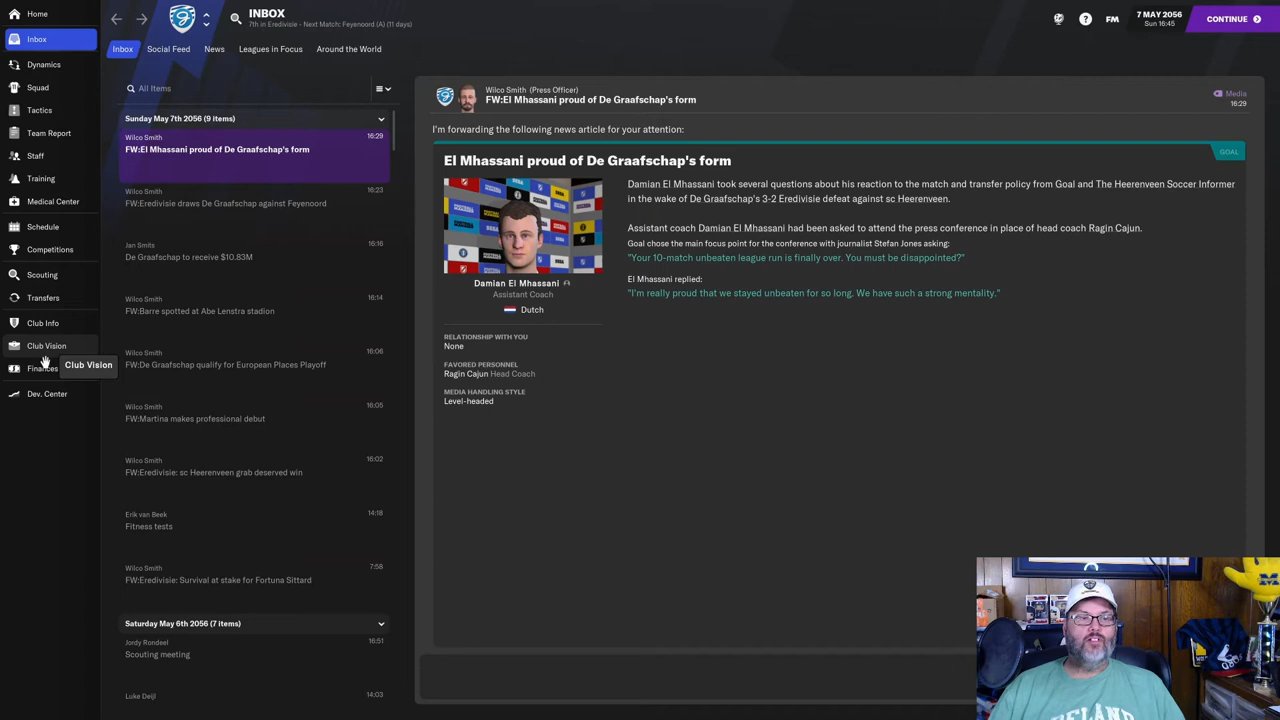 Home
Inbox
Dynamics
Squad
Tactics
Team Report
Staff
Training
Medical Center
Schedule
Competitions
Scouting
Transfers
Club Info
Club Vision
Club Vision
Finances
Dev. Center
INBOX
7th in Eredivisie - Next Match: Feyenoord (A) (11 days)
FM
7 MAY 2056
Sun 16:45
CONTINUE
Inbox Social Feed News Leagues in Focus Around the World
All Items
Sunday May 7th 2056 (9 items)
Wilco Smith 16:29
FW:El Mhassani proud of De Graafschap's form
Wilco Smith 16:23
FW:Eredivisie draws De Graafschap against Feyenoord
Jan Smits 16:16
De Graafschap to receive $10.83M
Wilco Smith 16:14
FW:Barre spotted at Abe Lenstra stadion
Wilco Smith 16:06
FW:De Graafschap qualify for European Places Playoff
Wilco Smith 16:05
FW:Martina makes professional debut
Wilco Smith 16:02
FW:Eredivisie: sc Heerenveen grab deserved win
Erik van Beek 14:18
Fitness tests
Wilco Smith 7:58
FW:Eredivisie: Survival at stake for Fortuna Sittard
Saturday May 6th 2056 (7 items)
Jordy Rondeel 16:51
Scouting meeting
Luke Deijl 14:03
Wilco Smith (Press Officer)
FW:El Mhassani proud of De Graafschap's form
Media
16:29
I'm forwarding the following news article for your attention:
El Mhassani proud of De Graafschap's form
GOAL
Damian El Mhassani
Assistant Coach
Dutch
RELATIONSHIP WITH YOU
None
FAVORED PERSONNEL
Ragin Cajun Head Coach
MEDIA HANDLING STYLE
Level-headed
Damian El Mhassani took several questions about his reaction to the match and transfer policy from Goal and The Heerenveen Soccer Informer
in the wake of De Graafschap's 3-2 Eredivisie defeat against sc Heerenveen.
Assistant coach Damian El Mhassani had been asked to attend the press conference in place of head coach Ragin Cajun.
Goal chose the main focus point for the conference with journalist Stefan Jones asking:
"Your 10-match unbeaten league run is finally over. You must be disappointed?"
El Mhassani replied:
"I'm really proud that we stayed unbeaten for so long. We have such a strong mentality."